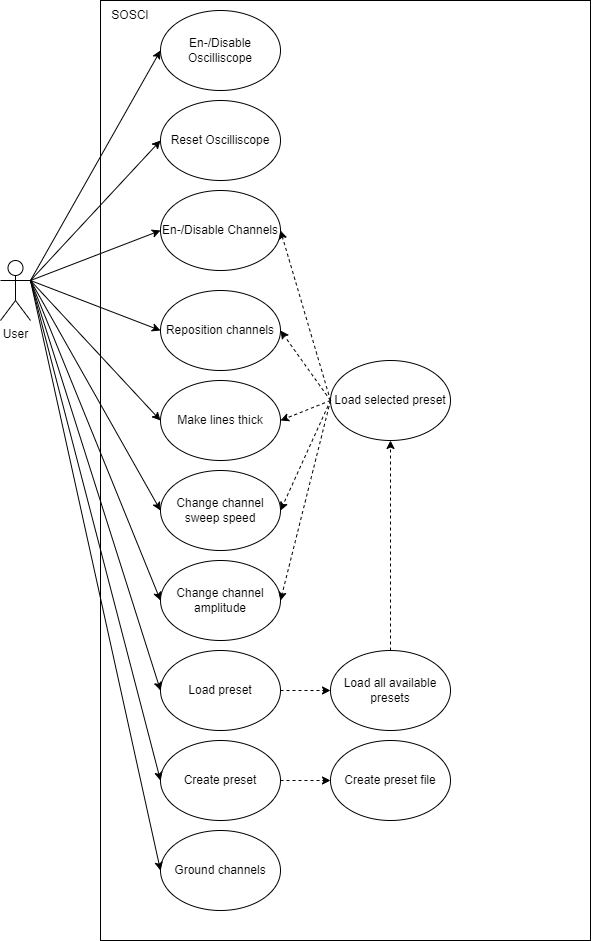 SOSCI
En-/Disable
Oscilliscope
Reset Oscilliscope
En-/Disable Channels
User
Reposition channels
Load selected preset
Make lines thick
Change channel
sweep speed
Change channel
amplitude
Load preset
Load all available
presets
Create preset
Create preset file
Ground channels